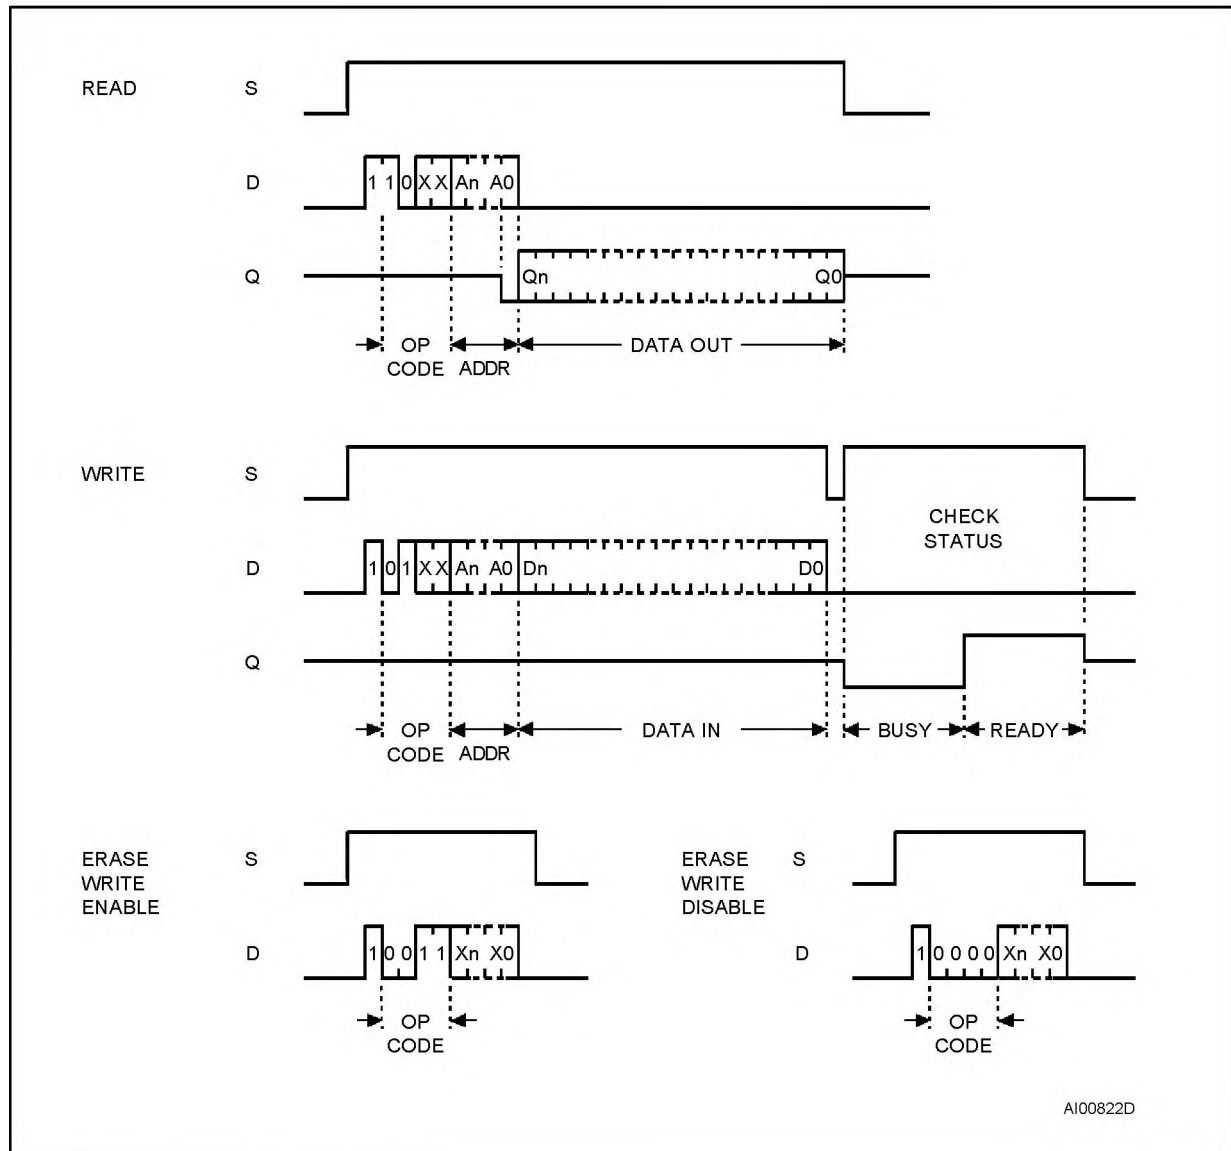 READ S
D 1 1 0 X X An A0
Q Qn Q0
OP CODE ADDR DATA OUT
WRITE S
CHECK STATUS
D 1 0 1 X X An A0 Dn D0
Q
OP CODE ADDR DATA IN BUSY READY
ERASE WRITE ENABLE S
D 1 0 0 1 1 Xn X0
OP CODE
ERASE WRITE DISABLE S
D 1 0 0 0 0 Xn X0
OP CODE
AI00822D